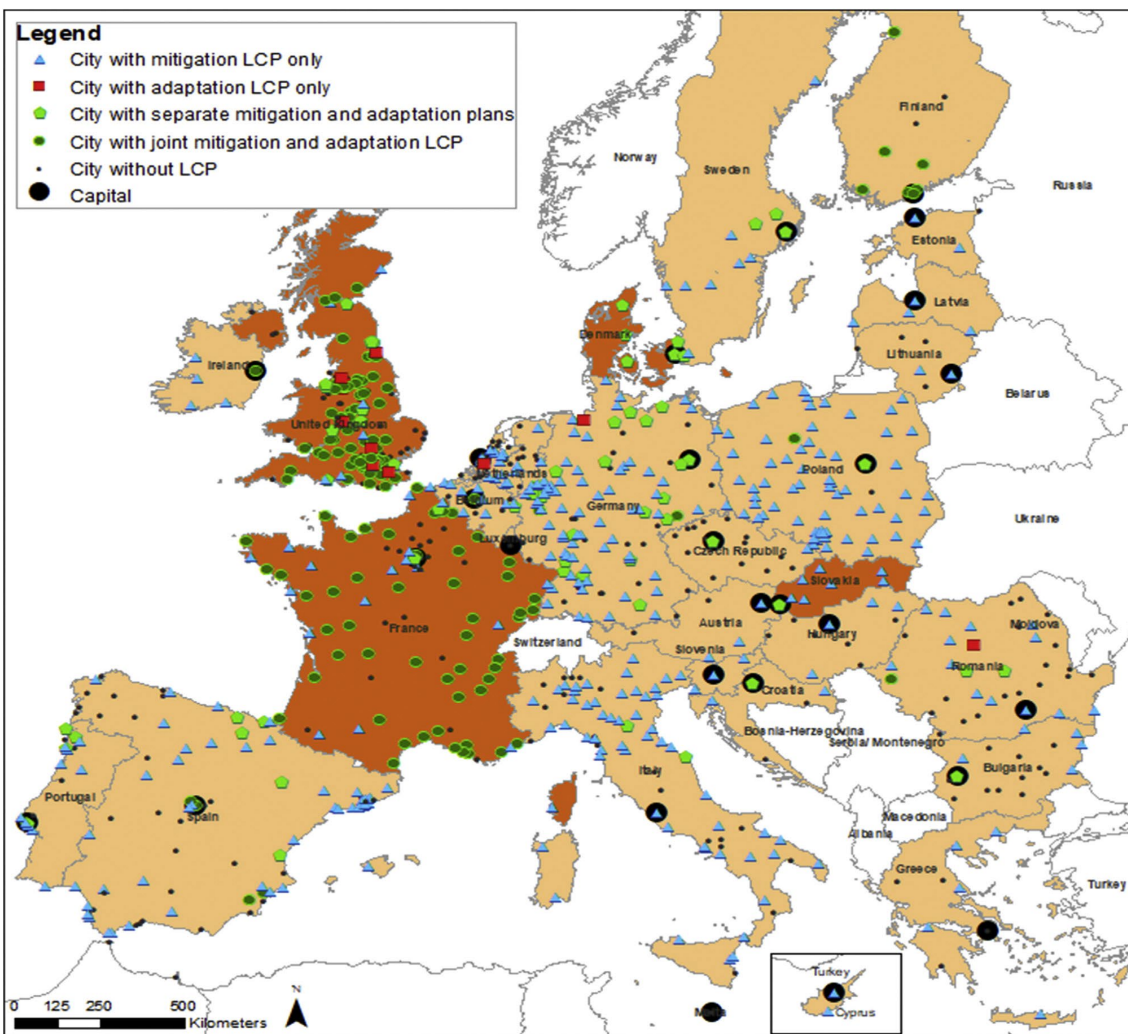 Legend
City with mitigation LCP only
City with adaptation LCP only
City with separate mitigation and adaptation plans
City with joint mitigation and adaptation LCP
City without LCP
Capital
Finland
Norway
Sweden
Russia
Estonia
Latvia
Denmark
Lithuania
Ireland
Belarus
United Kingdom
Netherlands
Poland
Belgium
Germany
Ukraine
Luxemburg
Czech Republic
Slovakia
Moldova
Austria
France
Hungary
Switzerland
Slovenia
Romania
Croatia
Bosnia-Herzegovina
Serbia/ Montenegro
Italy
Bulgaria
Portugal
Spain
Macedonia
Albania
Greece
Turkey
Turkey
Cyprus
Malta
N
0 125 250 500
Kilometers